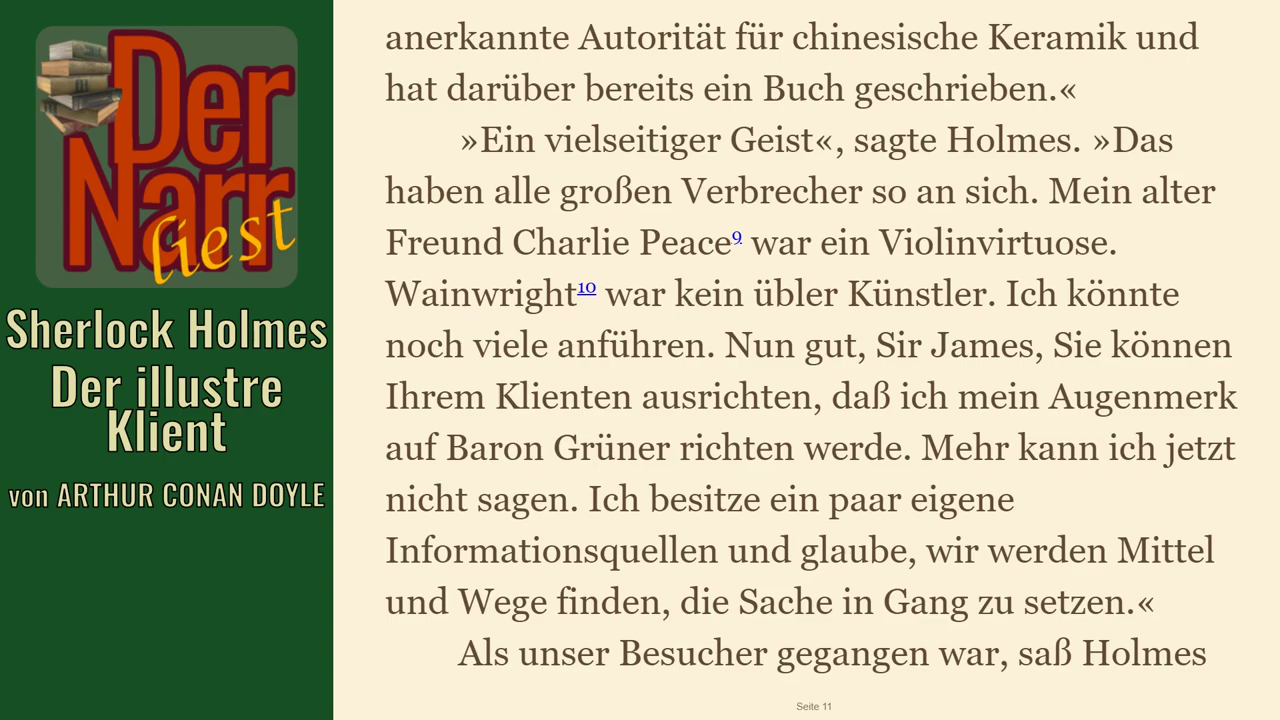 Der
Narr
liest
Sherlock Holmes
Der illustre
Klient
von ARTHUR CONAN DOYLE
anerkannte Autorität für chinesische Keramik und
hat darüber bereits ein Buch geschrieben.«
»Ein vielseitiger Geist«, sagte Holmes. »Das
haben alle großen Verbrecher so an sich. Mein alter
Freund Charlie Peace9 war ein Violinvirtuose.
Wainwright10 war kein übler Künstler. Ich könnte
noch viele anführen. Nun gut, Sir James, Sie können
Ihrem Klienten ausrichten, daß ich mein Augenmerk
auf Baron Grüner richten werde. Mehr kann ich jetzt
nicht sagen. Ich besitze ein paar eigene
Informationsquellen und glaube, wir werden Mittel
und Wege finden, die Sache in Gang zu setzen.«
Als unser Besucher gegangen war, saß Holmes
Seite 11